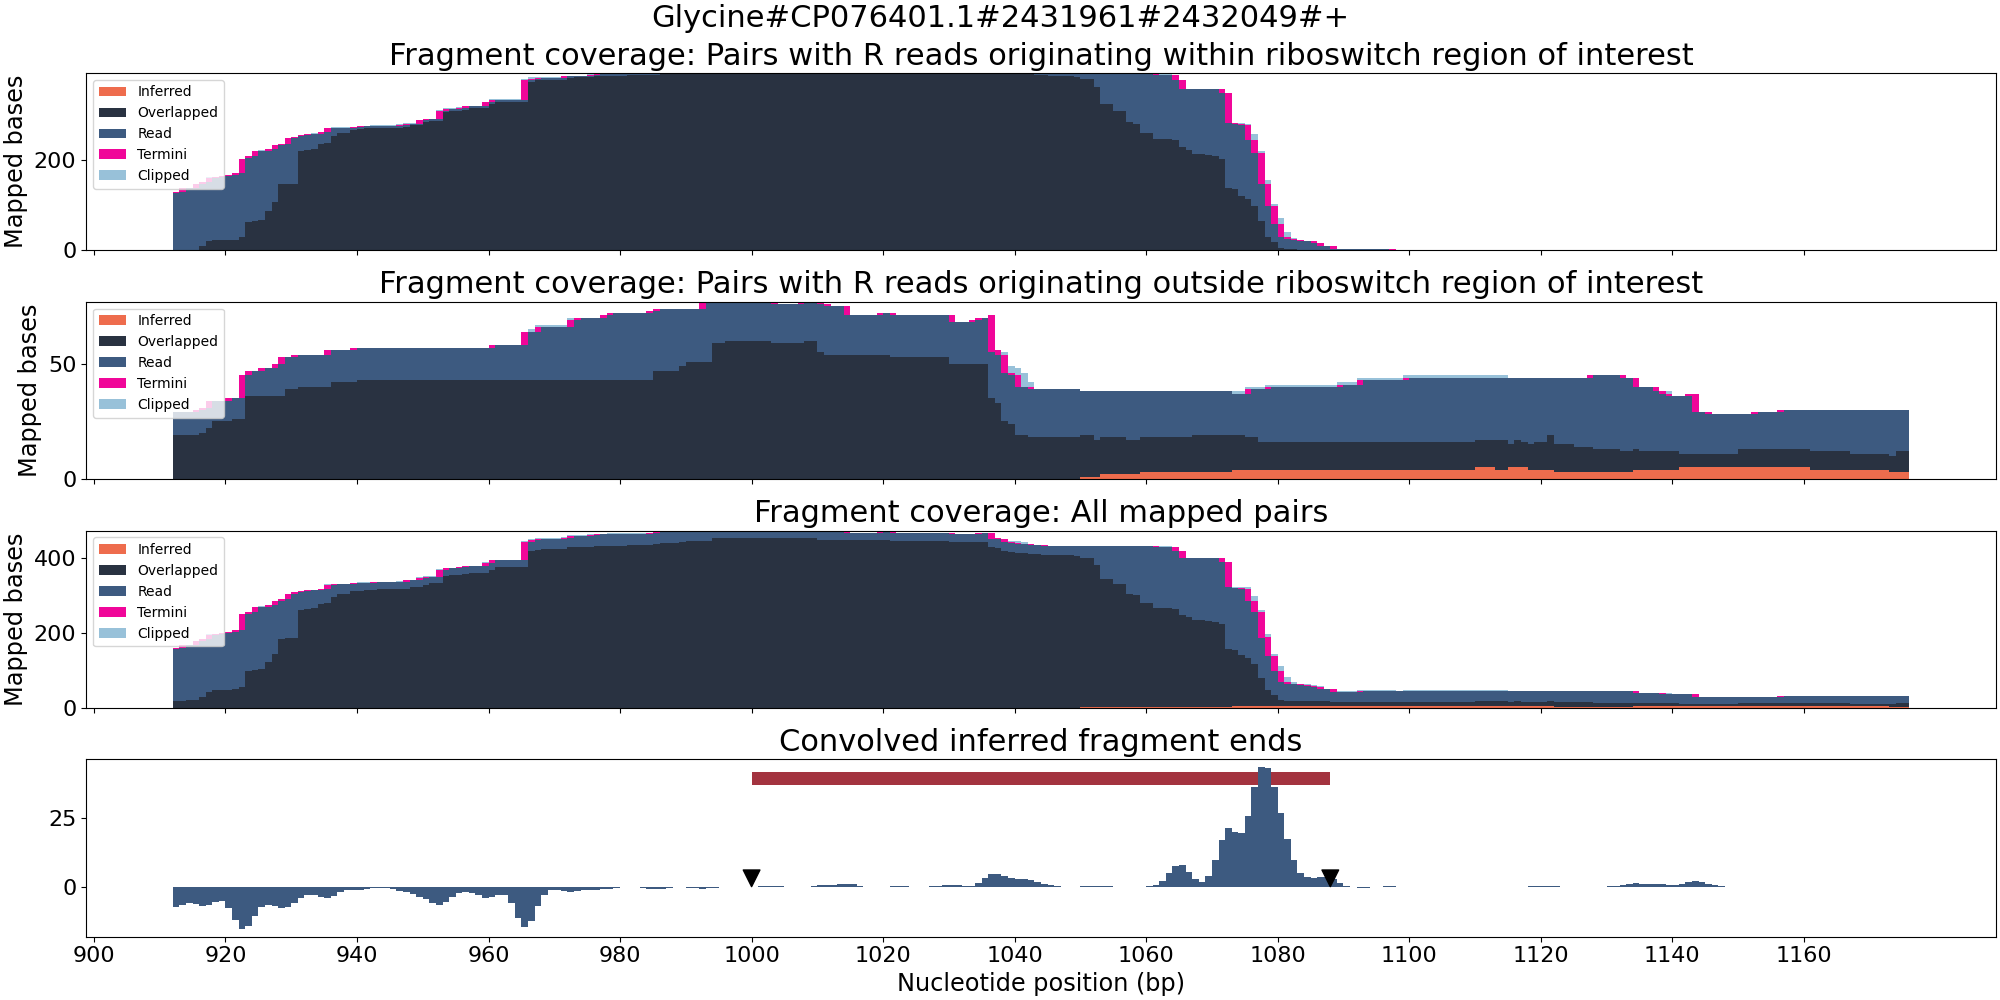 Glycine#CP076401.1#2431961#2432049#+
Fragment coverage: Pairs with R reads originating within riboswitch region of interest
Mapped bases
200
0
Inferred
Overlapped
Read
Termini
Clipped
Fragment coverage: Pairs with R reads originating outside riboswitch region of interest
Mapped bases
50
0
Inferred
Overlapped
Read
Termini
Clipped
Fragment coverage: All mapped pairs
Mapped bases
400
200
0
Inferred
Overlapped
Read
Termini
Clipped
Convolved inferred fragment ends
25
0
900 920 940 960 980 1000 1020 1040 1060 1080 1100 1120 1140 1160
Nucleotide position (bp)